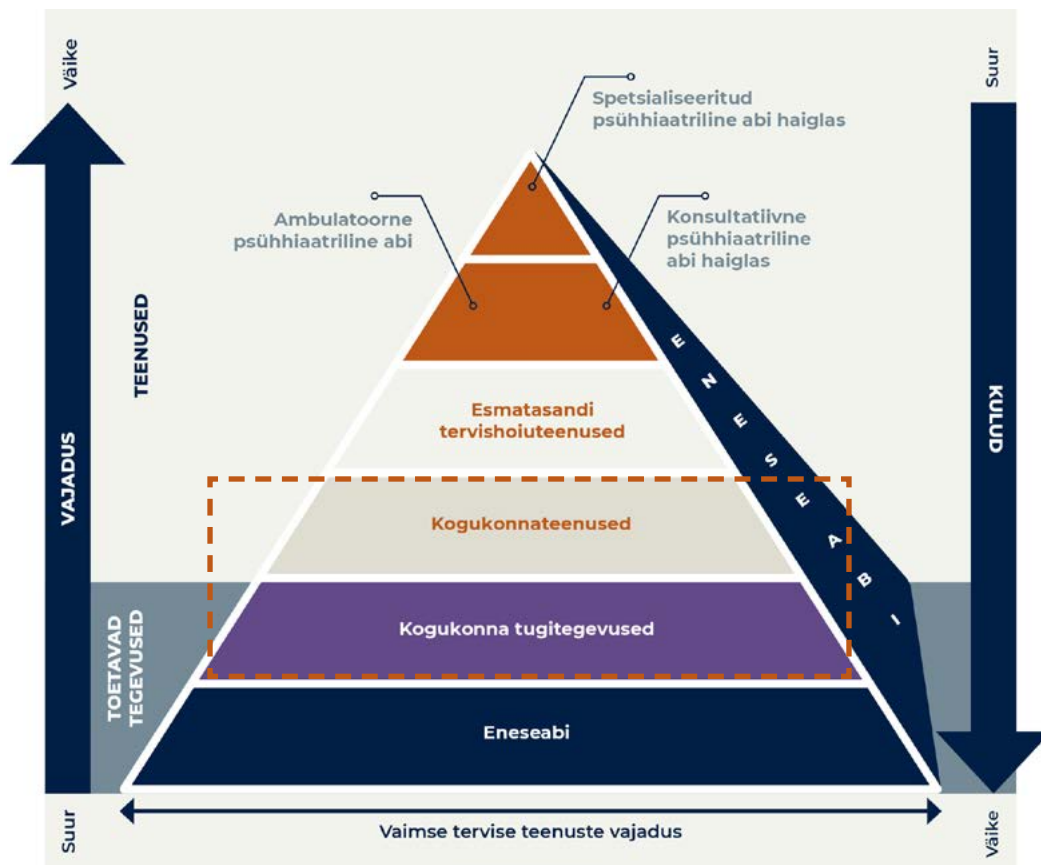 Väike
Suur
Spetsialiseeritud
psühhiaatriline abi haiglas
Ambulatoorne
psühhiaatriline abi
Konsultatiivne
psühhiaatriline
abi haiglas
TEENUSED
VAJADUS
KULUD
ENESEABI
Esmatasandi
tervishoiuteenused
Kogukonnateenused
TOETAVAD
TEGEVUSED
Kogukonna tugitegevused
Eneseabi
Suur
Vaimse tervise teenuste vajadus
Väike